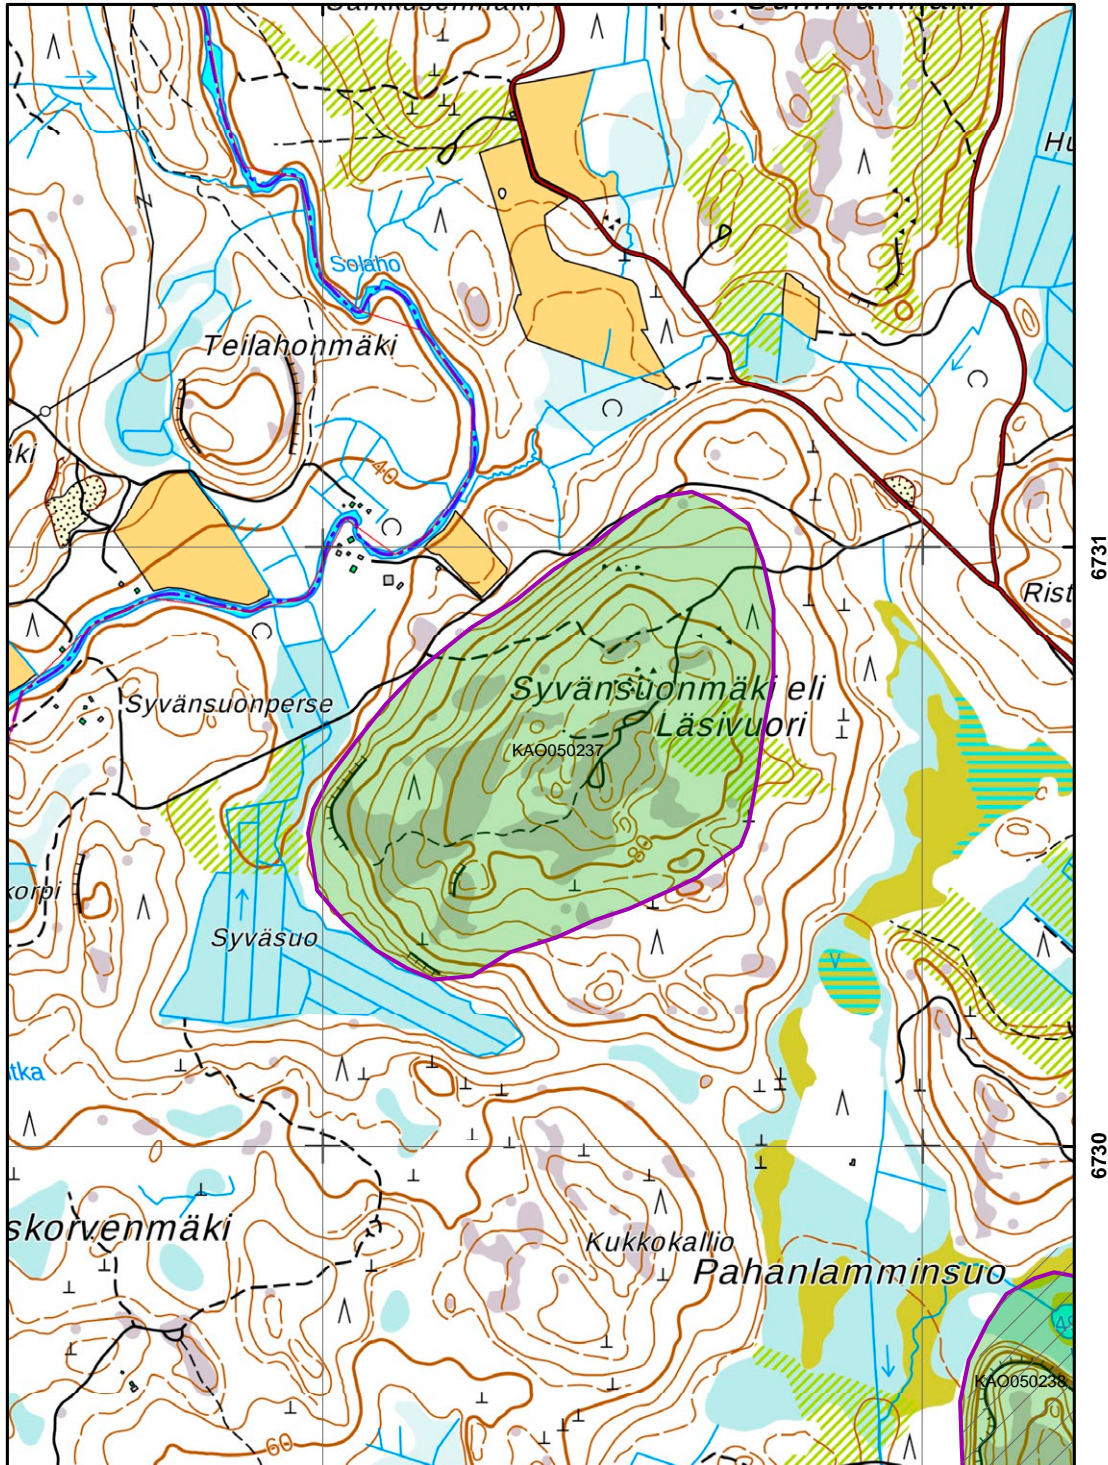 Solaho
Teilahonmäki
40
6731
Rist
Syvänsuonmäki eli
Läsivuori
Syvänsuonperse
KAO050237
80
korpi
Syväsuo
tka
6730
skorvenmäki
Kukkokallio
Pahanlamminsuo
KAO050238
60